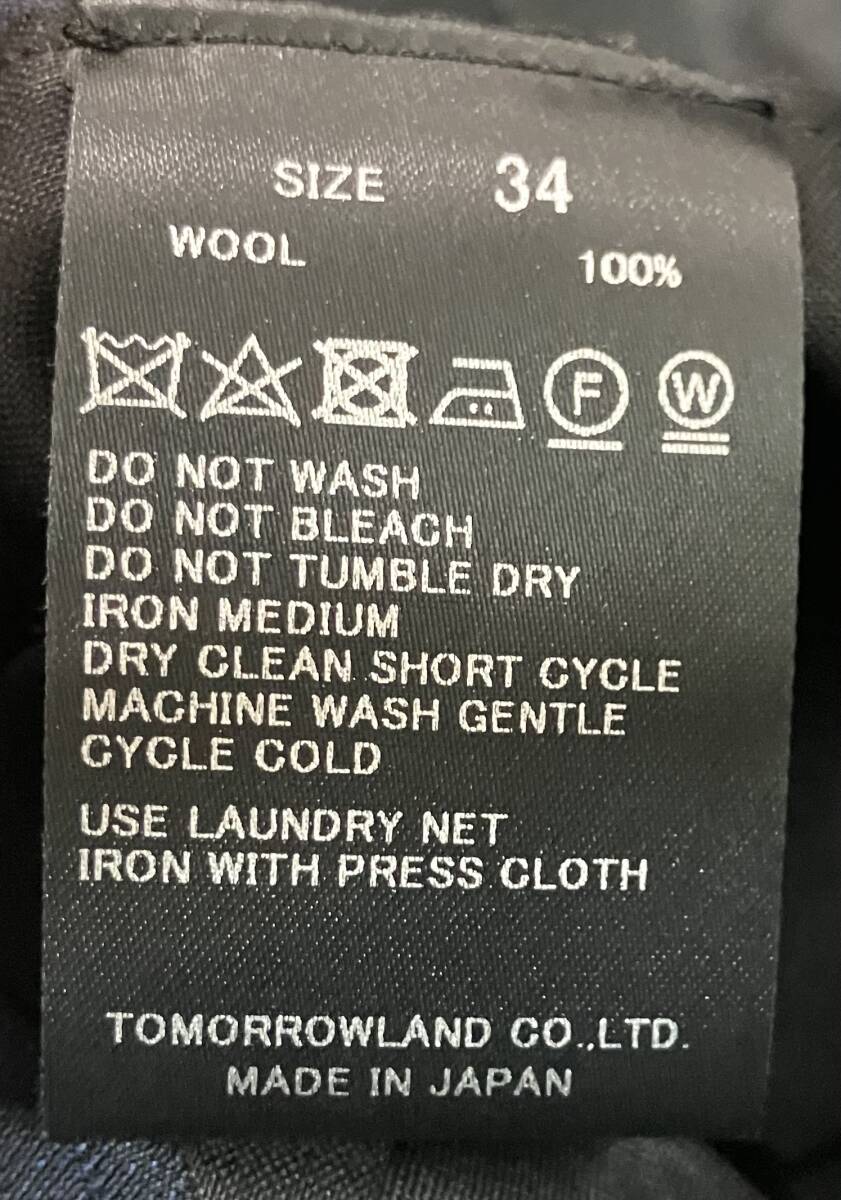 SIZE 34
WOOL 100%
F W
DO NOT WASH
DO NOT BLEACH
DO NOT TUMBLE DRY
IRON MEDIUM
DRY CLEAN SHORT CYCLE
MACHINE WASH GENTLE
CYCLE COLD
USE LAUNDRY NET
IRON WITH PRESS CLOTH
TOMORROWLAND CO.,LTD.
MADE IN JAPAN